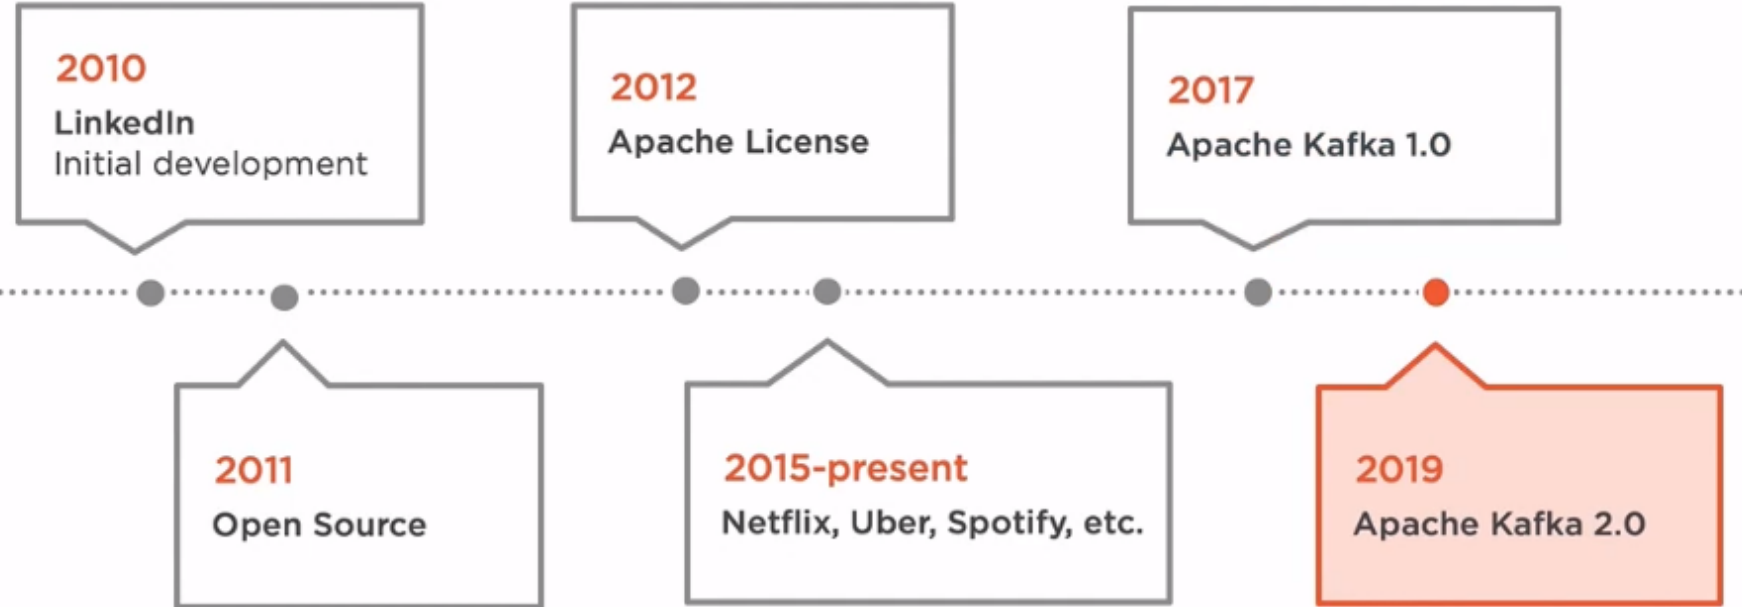 2010
LinkedIn
Initial development
2011
Open Source
2012
Apache License
2015-present
Netflix, Uber, Spotify, etc.
2017
Apache Kafka 1.0
2019
Apache Kafka 2.0